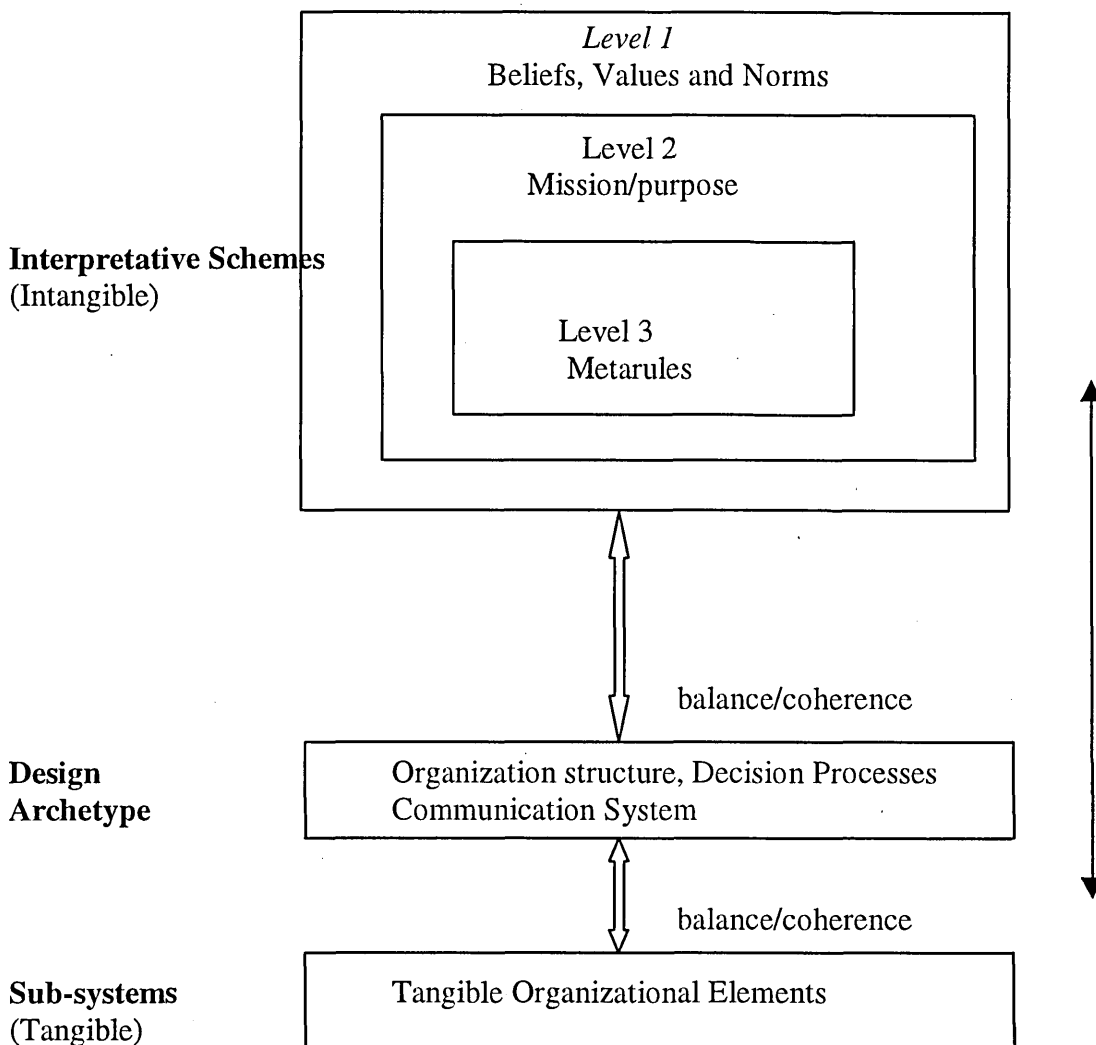 Level 1
Beliefs, Values and Norms
Level 2
Mission/purpose
Interpretative Schemes
(Intangible)
Level 3
Metarules
balance/coherence
Design
Archetype
Organization structure, Decision Processes
Communication System
balance/coherence
Sub-systems
(Tangible)
Tangible Organizational Elements